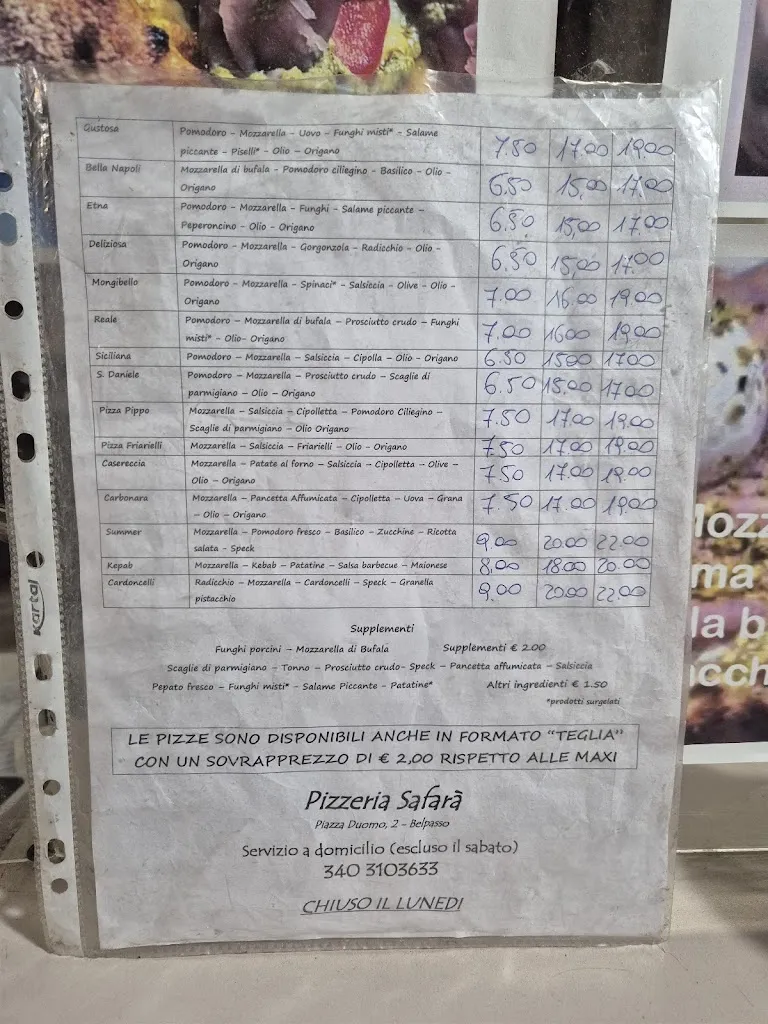 Gustosa Pomodoro - Mozzarella - Uovo - Funghi misti* - Salame 7.50 17.00 19.00
piccante - Piselli* - Olio - Origano
Bella Napoli Mozzarella di bufala - Pomodoro ciliegino - Basilico - Olio - 6.50 15,00 17.00
Origano
Etna Pomodoro - Mozzarella - Funghi - Salame piccante - 6.50 15,00 17.00
Peperoncino - Olio - Origano
Deliziosa Pomodoro - Mozzarella - Gorgonzola - Radicchio - Olio - 6.50 15,00 17.00
Origano
Mongibello Pomodoro - Mozzarella - Spinaci* - Salsiccia - Olive - Olio - 7.00 16.00 19.00
Origano
Reale Pomodoro - Mozzarella di bufala - Prosciutto crudo - Funghi 7.00 1600 19.00
misti* - Olio- Origano
Siciliana Pomodoro - Mozzarella - Salsiccia - Cipolla - Olio - Origano 6.50 1500 1700
S. Daniele Pomodoro - Mozzarella - Prosciutto crudo - Scaglie di 6.50 15.00 17.00
parmigiano - Olio - Origano
Pizza Pippo Mozzarella - Salsiccia - Cipolletta - Pomodoro Ciliegino - 7.50 17.00 19.00
Scaglie di parmigiano - Olio Origano
Pizza Friarielli Mozzarella - Salsiccia - Friarielli - Olio - Origano 7.50 17.00 19.00
Casereccia Mozzarella - Patate al forno - Salsiccia - Cipolletta - Olive - 7.50 17.00 19.00
Olio - Origano
Carbonara Mozzarella - Pancetta Affumicata - Cipolletta - Uova - Grana 7.50 17.00 19.00
- Olio - Origano
Summer Mozzarella - Pomodoro fresco - Basilico - Zucchine - Ricotta 9.00 20.00 22.00
salata - Speck
Kepab Mozzarella - Kebab - Patatine - Salsa barbecue - Maionese 8,00 1800 20.00
Cardoncelli Radicchio - Mozzarella - Cardoncelli - Speck - Granella 9,00 20.00 22.00
pistacchio
Supplementi
Funghi porcini - Mozzarella di Bufala Supplementi € 2.00
Scaglie di parmigiano - Tonno - Prosciutto crudo- Speck - Pancetta affumicata - Salsiccia
Pepato fresco - Funghi misti* - Salame Piccante - Patatine* Altri ingredienti € 1.50
*prodotti surgelati
LE PIZZE SONO DISPONIBILI ANCHE IN FORMATO "TEGLIA"
CON UN SOVRAPPREZZO DI € 2,00 RISPETTO ALLE MAXI
Pizzeria Safarà
Piazza Duomo, 2 - Belpasso
Servizio a domicilio (escluso il sabato)
340 3103633
CHIUSO IL LUNEDI
Kartal
Mozz
ma
la b
cch